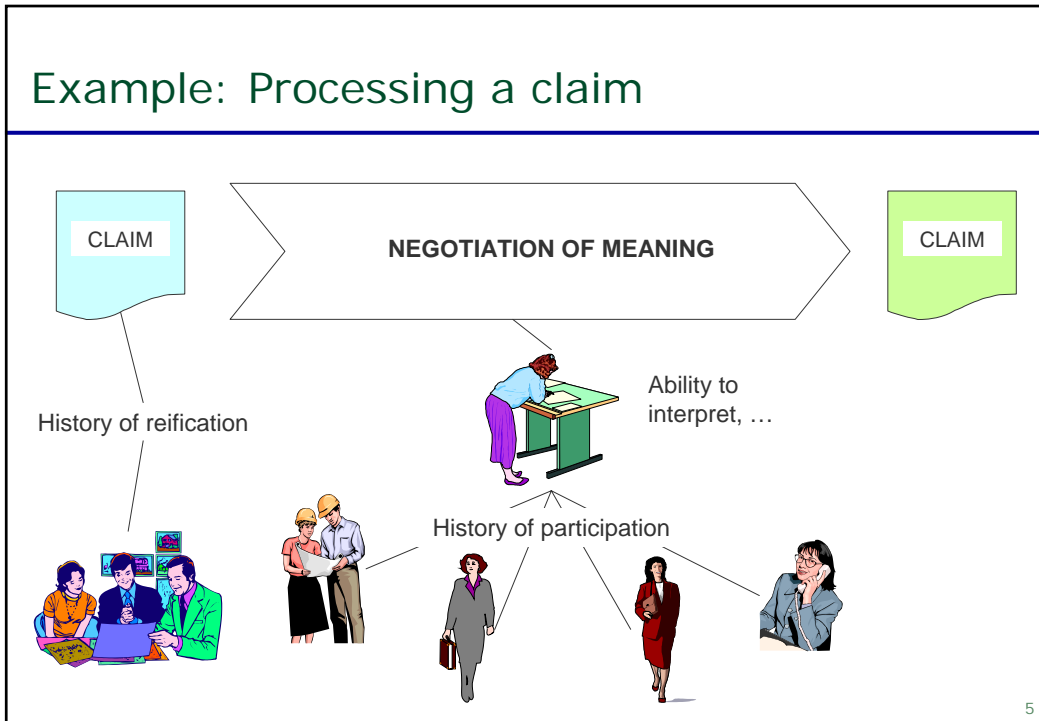 Example: Processing a claim
CLAIM
NEGOTIATION OF MEANING
CLAIM
Ability to
interpret, …
History of reification
History of participation
5